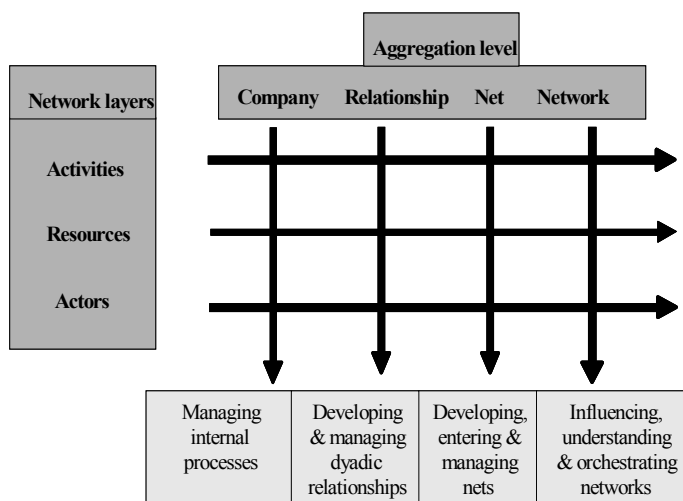 Aggregation level
Company Relationship Net Network
Network layers
Activities
Resources
Actors
Managing
internal
processes
Developing
& managing
dyadic
relationships
Developing,
entering &
managing
nets
Influencing,
understanding
& orchestrating
networks